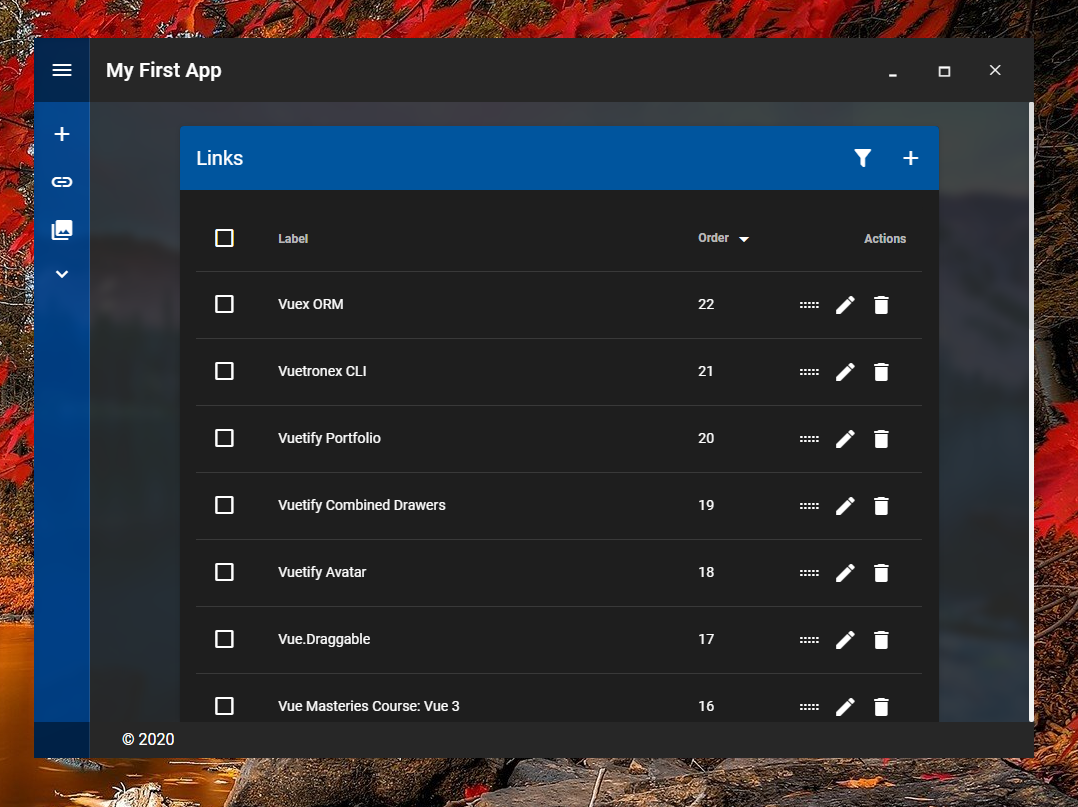 My First App
Links
Label Order Actions
Vuex ORM 22
Vuetronex CLI 21
Vuetify Portfolio 20
Vuetify Combined Drawers 19
Vuetify Avatar 18
Vue.Draggable 17
Vue Masteries Course: Vue 3 16
© 2020